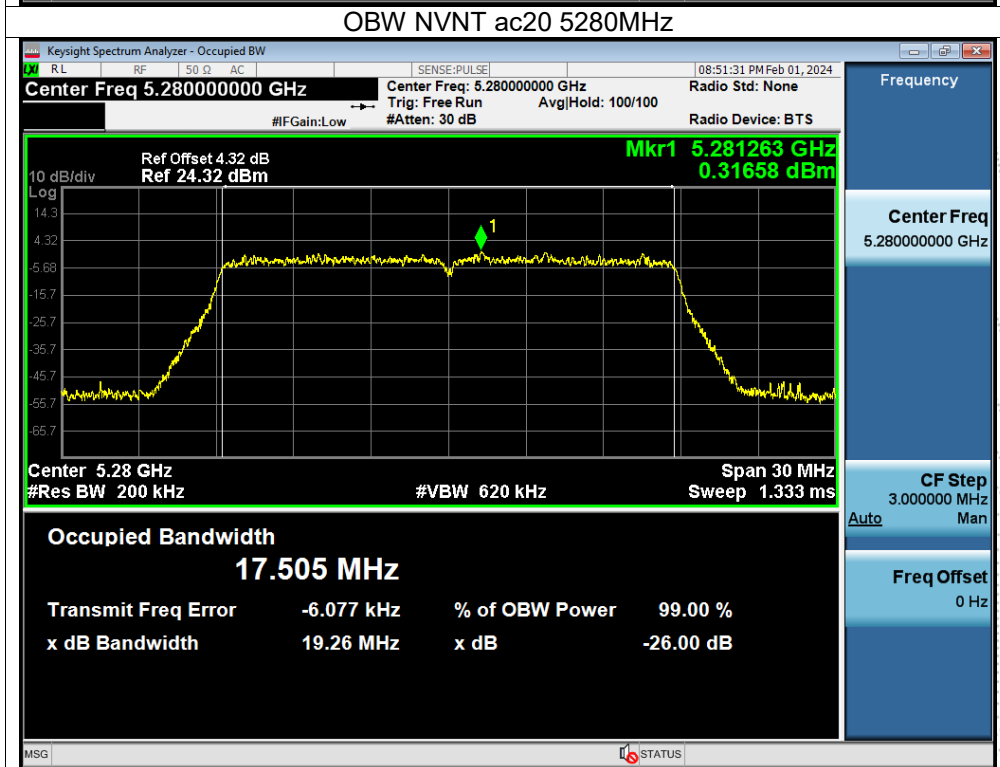 OBW NVNT ac20 5280MHz
Keysight Spectrum Analyzer - Occupied BW
LXI RL RF 50 Ω AC SENSE:PULSE 08:51:31 PM Feb 01, 2024
Center Freq 5.280000000 GHz Center Freq: 5.280000000 GHz Radio Std: None
Trig: Free Run Avg|Hold: 100/100
#IFGain:Low #Atten: 30 dB Radio Device: BTS
Frequency
Mkr1 5.281263 GHz
0.31658 dBm
Ref Offset 4.32 dB
10 dB/div Ref 24.32 dBm
Log
14.3
4.32
-5.68
-15.7
-25.7
-35.7
-45.7
-55.7
-65.7
1
Center 5.28 GHz Span 30 MHz
#Res BW 200 kHz #VBW 620 kHz Sweep 1.333 ms
Center Freq
5.280000000 GHz
CF Step
3.000000 MHz
Auto Man
Freq Offset
0 Hz
Occupied Bandwidth
17.505 MHz
Transmit Freq Error -6.077 kHz % of OBW Power 99.00 %
x dB Bandwidth 19.26 MHz x dB -26.00 dB
MSG STATUS